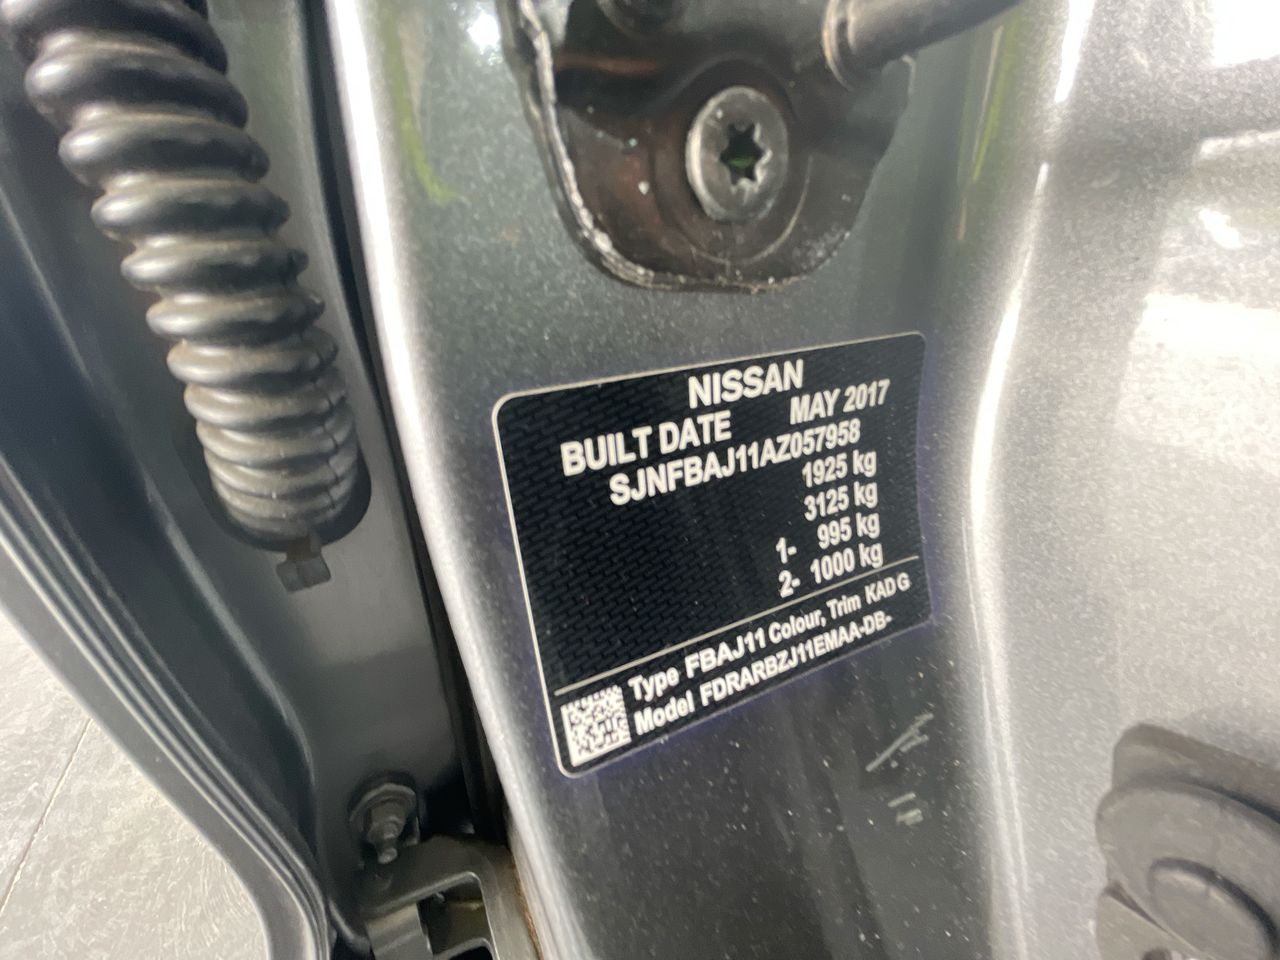 NISSAN
BUILT DATE MAY 2017
SJNFBAJ11AZ057958
1925 kg
3125 kg
1- 995 kg
2- 1000 kg
Type FBAJ11 Colour, Trim KAD G
Model FDRARBZJ11EMAA-DB-